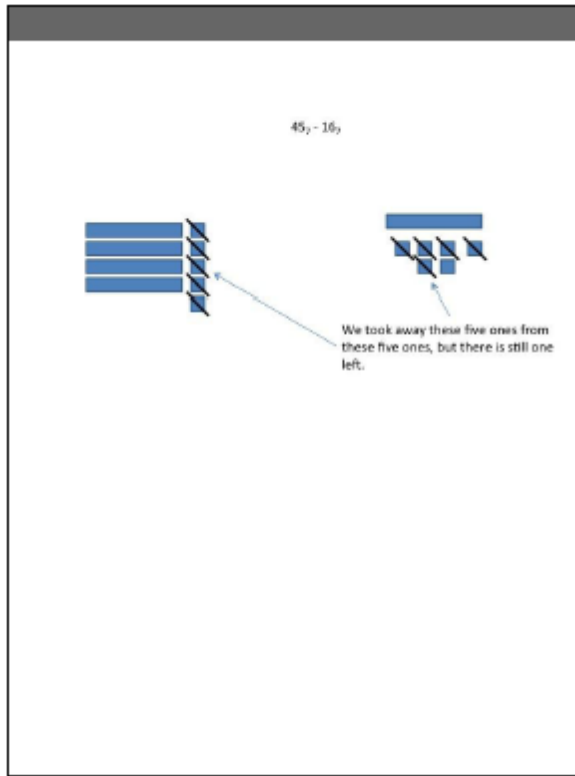 45₇ - 16₇
We took away these five ones from
these five ones, but there is still one
left.